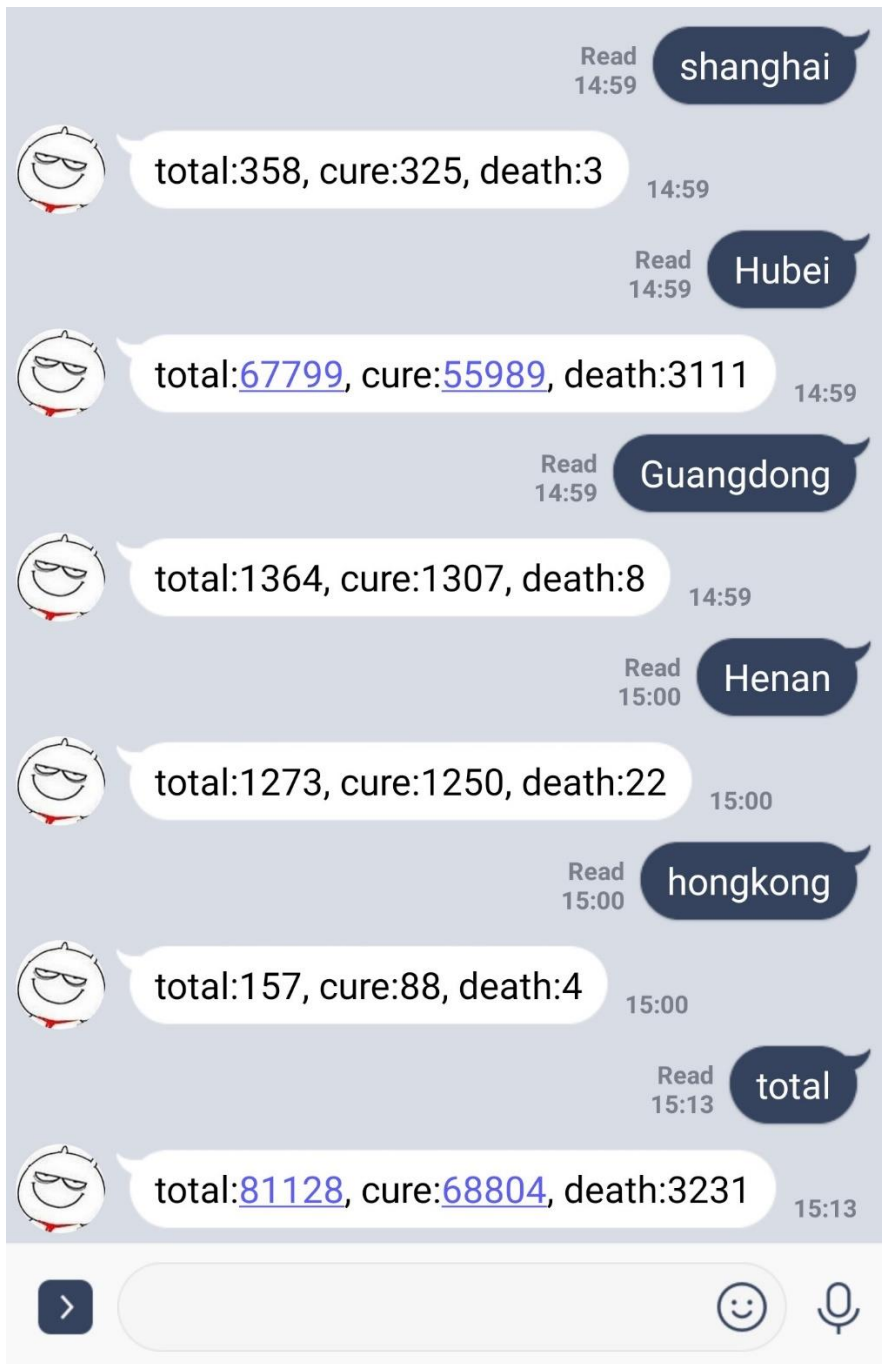 Read
14:59
shanghai
total:358, cure:325, death:3
14:59
Read
14:59
Hubei
total:67799, cure:55989, death:3111
14:59
Read
14:59
Guangdong
total:1364, cure:1307, death:8
14:59
Read
15:00
Henan
total:1273, cure:1250, death:22
15:00
Read
15:00
hongkong
total:157, cure:88, death:4
15:00
Read
15:13
total
total:81128, cure:68804, death:3231
15:13